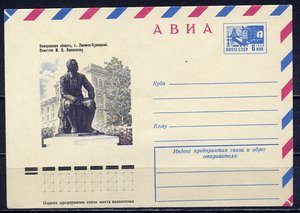 АВИА
Кемеровская область, г. Ленинск-Кузнецкий.
Памятник М. В. Ломоносову
ПОЧТА СССР
6 КОП.
Куда
Кому
Индекс предприятия связи и адрес
отправителя
Индекс предприятия связи места назначения